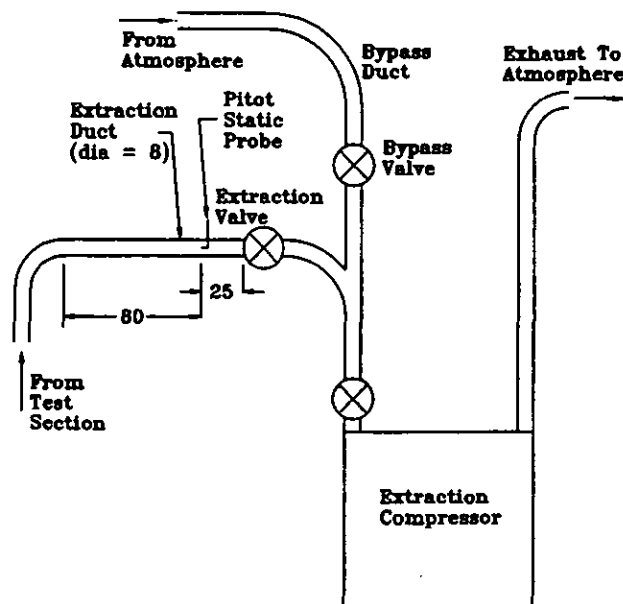 From
Atmosphere
Bypass
Duct
Exhaust To
Atmosphere
Extraction
Duct
(dia = 8)
Pitot
Static
Probe
Bypass
Valve
Extraction
Valve
25
80
From
Test
Section
Extraction
Compressor